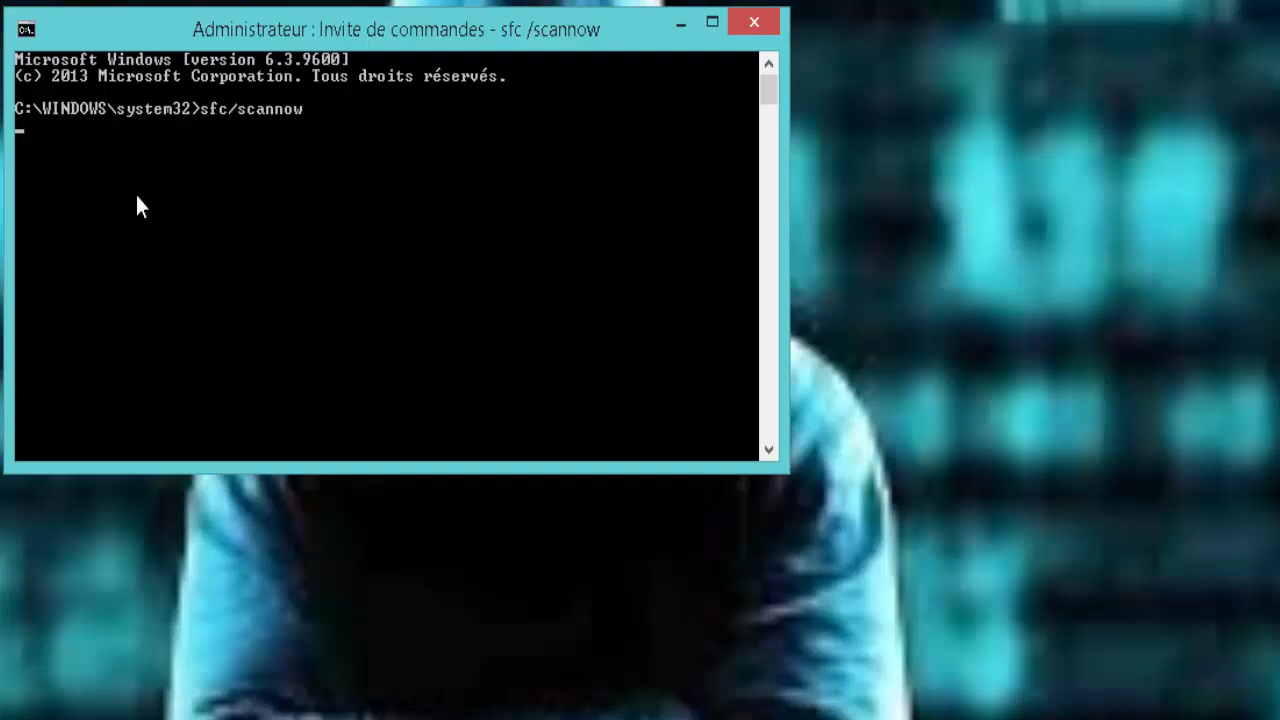 Administrateur : Invite de commandes - sfc /scannow
Microsoft Windows [version 6.3.9600]
(c) 2013 Microsoft Corporation. Tous droits réservés.
C:\WINDOWS\system32>sfc/scannow